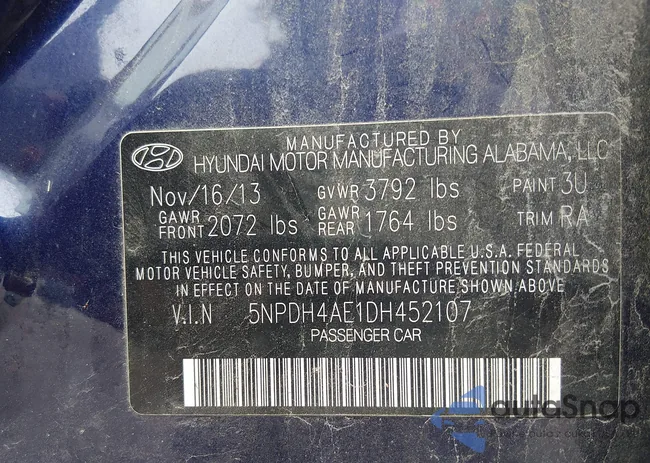 MANUFACTURED BY
HYUNDAI MOTOR MANUFACTURING ALABAMA, LLC
Nov/16/13 GVWR 3792 lbs PAINT 3U
GAWR FRONT 2072 lbs GAWR REAR 1764 lbs TRIM RA
THIS VEHICLE CONFORMS TO ALL APPLICABLE U.S.A. FEDERAL
MOTOR VEHICLE SAFETY, BUMPER, AND THEFT PREVENTION STANDARDS
IN EFFECT ON THE DATE OF MANUFACTURE SHOWN ABOVE
V.I.N 5NPDH4AE1DH452107
PASSENGER CAR
autoSnap